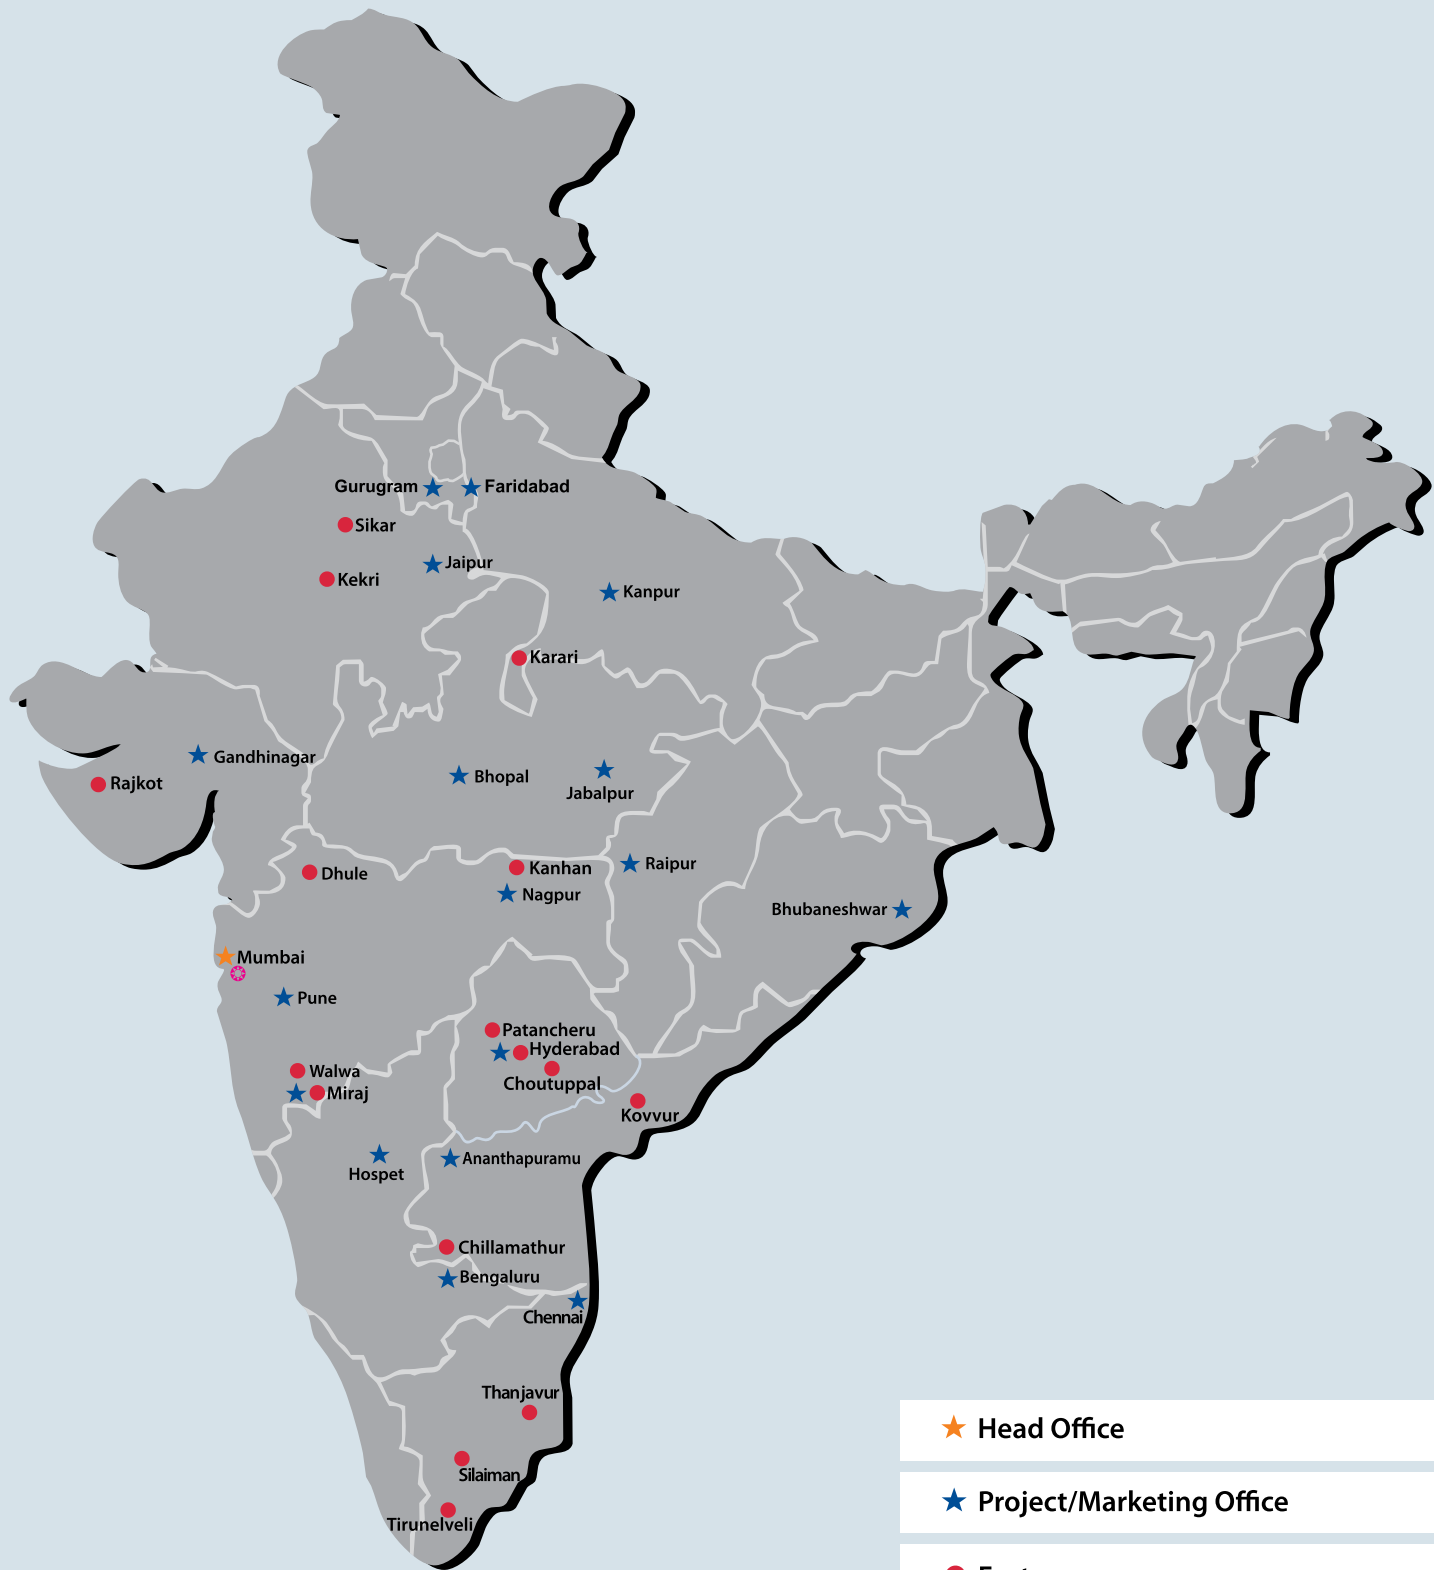 Gurugram
Faridabad
Sikar
Jaipur
Kekri
Kanpur
Karari
Gandhinagar
Rajkot
Bhopal
Jabalpur
Dhule
Kanhan
Raipur
Nagpur
Bhubaneshwar
Mumbai
Pune
Patancheru
Hyderabad
Choutuppal
Walwa
Miraj
Kovvur
Hospet
Ananthapuramu
Chillamathur
Bengaluru
Chennai
Thanjavur
Silaiman
Tirunelveli
Head Office
Project/Marketing Office